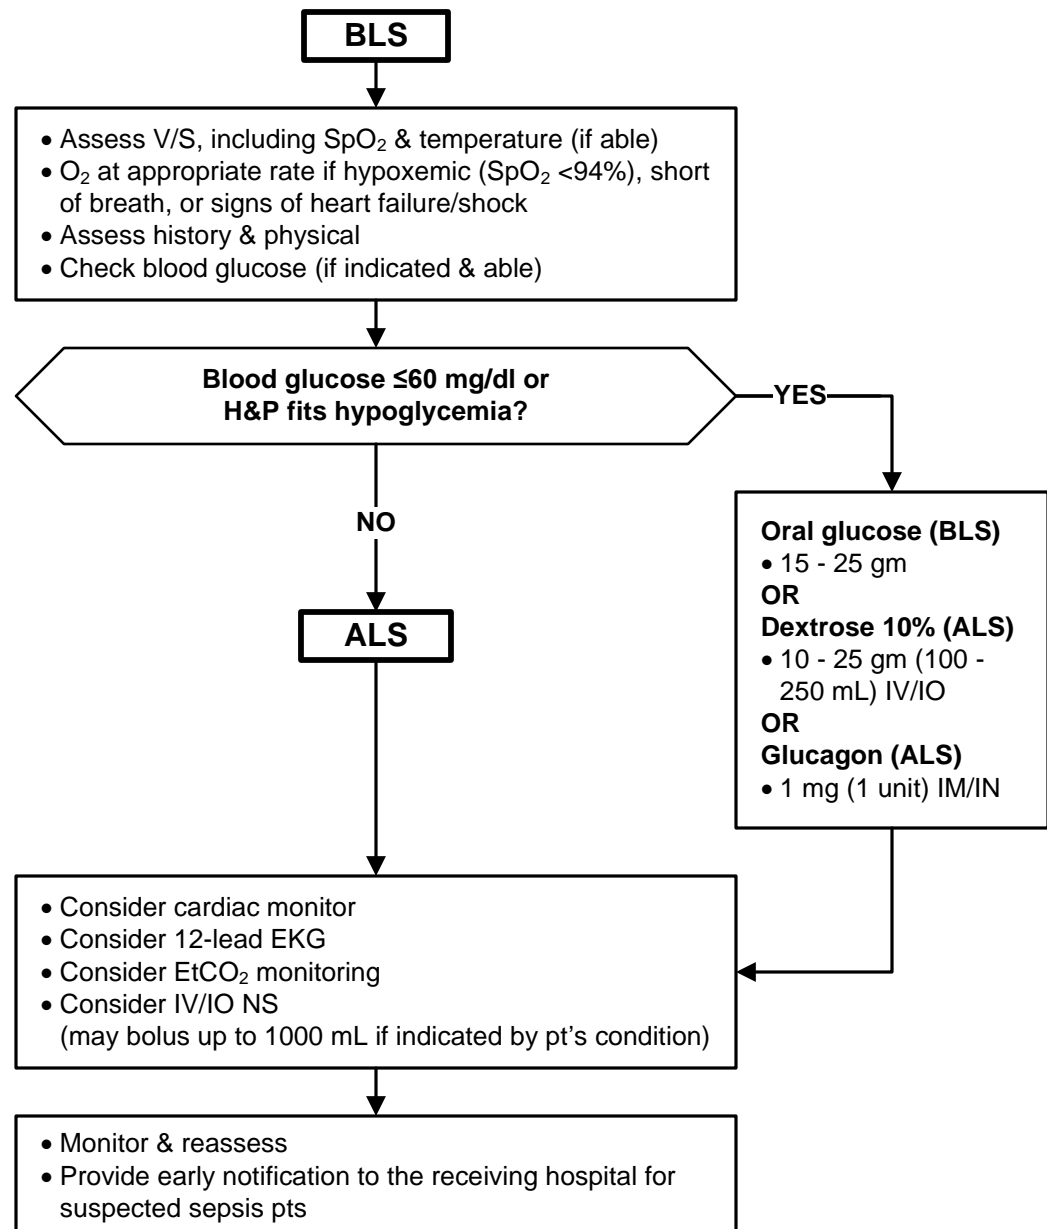 BLS
• Assess V/S, including SpO₂ & temperature (if able)
• O₂ at appropriate rate if hypoxemic (SpO₂ <94%), short
of breath, or signs of heart failure/shock
• Assess history & physical
• Check blood glucose (if indicated & able)
Blood glucose ≤60 mg/dl or
H&P fits hypoglycemia?
YES
NO
Oral glucose (BLS)
• 15 - 25 gm
OR
Dextrose 10% (ALS)
• 10 - 25 gm (100 -
250 mL) IV/IO
OR
Glucagon (ALS)
• 1 mg (1 unit) IM/IN
ALS
• Consider cardiac monitor
• Consider 12-lead EKG
• Consider EtCO₂ monitoring
• Consider IV/IO NS
(may bolus up to 1000 mL if indicated by pt’s condition)
• Monitor & reassess
• Provide early notification to the receiving hospital for
suspected sepsis pts